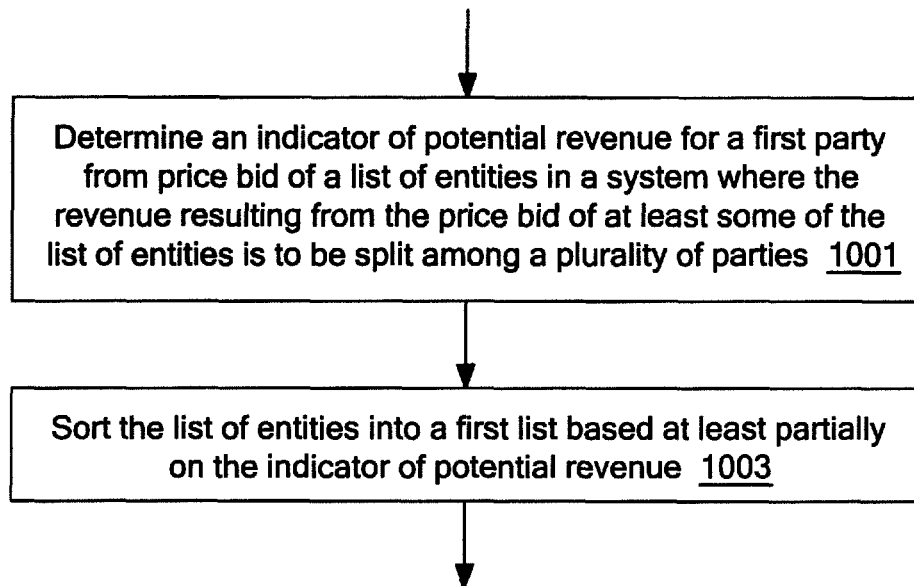 Determine an indicator of potential revenue for a first party
from price bid of a list of entities in a system where the
revenue resulting from the price bid of at least some of the
list of entities is to be split among a plurality of parties 1001
Sort the list of entities into a first list based at least partially
on the indicator of potential revenue 1003